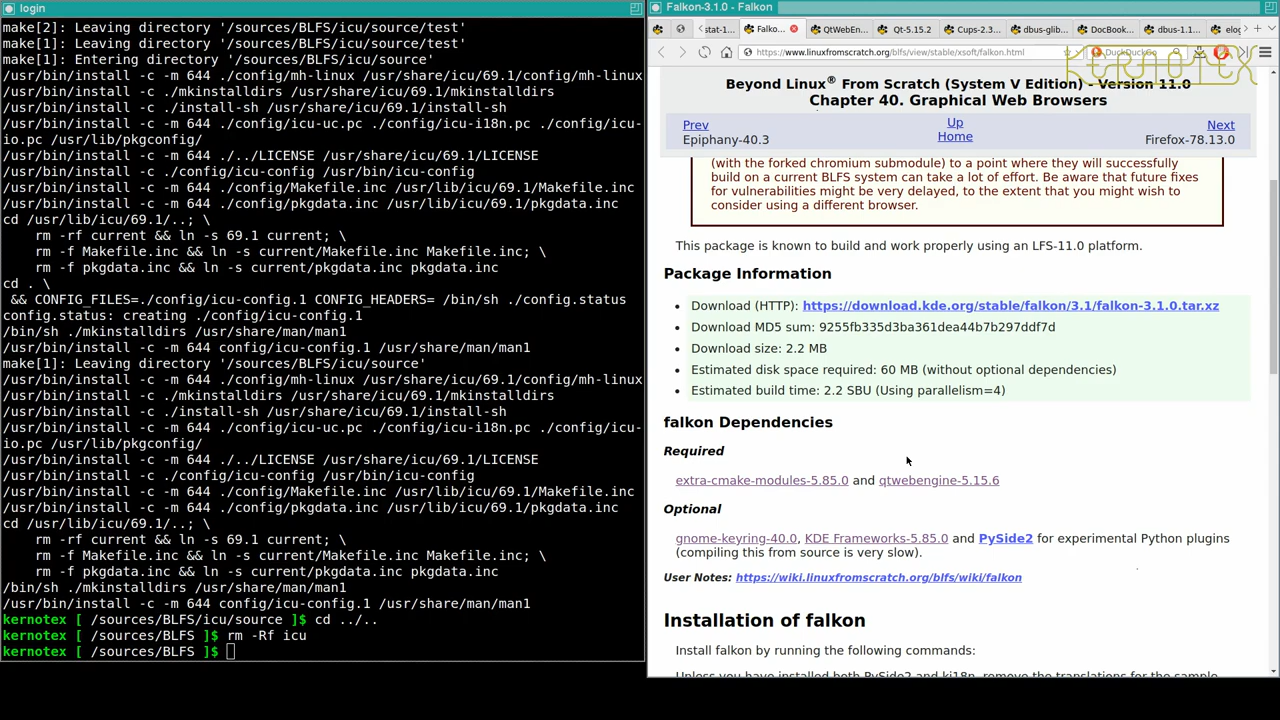 login
make[2]: Leaving directory '/sources/BLFS/icu/source/test'
make[1]: Leaving directory '/sources/BLFS/icu/source/test'
make[1]: Entering directory '/sources/BLFS/icu/source'
/usr/bin/install -c -m 644 ./config/mh-linux /usr/share/icu/69.1/config/mh-linux
/usr/bin/install -c ./mkinstalldirs /usr/share/icu/69.1/mkinstalldirs
/usr/bin/install -c ./install-sh /usr/share/icu/69.1/install-sh
/usr/bin/install -c -m 644 ./config/icu-uc.pc ./config/icu-i18n.pc ./config/icu-
io.pc /usr/lib/pkgconfig/
/usr/bin/install -c -m 644 ./../LICENSE /usr/share/icu/69.1/LICENSE
/usr/bin/install -c ./config/icu-config /usr/bin/icu-config
/usr/bin/install -c -m 644 ./config/Makefile.inc /usr/lib/icu/69.1/Makefile.inc
/usr/bin/install -c -m 644 ./config/pkgdata.inc /usr/lib/icu/69.1/pkgdata.inc
cd /usr/lib/icu/69.1/..; \
rm -rf current && ln -s 69.1 current; \
rm -f Makefile.inc && ln -s current/Makefile.inc Makefile.inc; \
rm -f pkgdata.inc && ln -s current/pkgdata.inc pkgdata.inc
cd . \
&& CONFIG_FILES=./config/icu-config.1 CONFIG_HEADERS= /bin/sh ./config.status
config.status: creating ./config/icu-config.1
/bin/sh ./mkinstalldirs /usr/share/man/man1
/usr/bin/install -c -m 644 config/icu-config.1 /usr/share/man/man1
make[1]: Leaving directory '/sources/BLFS/icu/source'
/usr/bin/install -c -m 644 ./config/mh-linux /usr/share/icu/69.1/config/mh-linux
/usr/bin/install -c ./mkinstalldirs /usr/share/icu/69.1/mkinstalldirs
/usr/bin/install -c ./install-sh /usr/share/icu/69.1/install-sh
/usr/bin/install -c -m 644 ./config/icu-uc.pc ./config/icu-i18n.pc ./config/icu-
io.pc /usr/lib/pkgconfig/
/usr/bin/install -c -m 644 ./../LICENSE /usr/share/icu/69.1/LICENSE
/usr/bin/install -c ./config/icu-config /usr/bin/icu-config
/usr/bin/install -c -m 644 ./config/Makefile.inc /usr/lib/icu/69.1/Makefile.inc
/usr/bin/install -c -m 644 ./config/pkgdata.inc /usr/lib/icu/69.1/pkgdata.inc
cd /usr/lib/icu/69.1/..; \
rm -rf current && ln -s 69.1 current; \
rm -f Makefile.inc && ln -s current/Makefile.inc Makefile.inc; \
rm -f pkgdata.inc && ln -s current/pkgdata.inc pkgdata.inc
/bin/sh ./mkinstalldirs /usr/share/man/man1
/usr/bin/install -c -m 644 config/icu-config.1 /usr/share/man/man1
kernotex [ /sources/BLFS/icu/source ]$ cd ../..
kernotex [ /sources/BLFS ]$ rm -Rf icu
kernotex [ /sources/BLFS ]$
Falkon-3.1.0 - Falkon
stat-1... Falko... QtWebEn... Qt-5.15.2 Cups-2.3... dbus-glib... DocBook... dbus-1.1... elog
https://www.linuxfromscratch.org/blfs/view/stable/xsoft/falkon.html DuckDuckGo
KERNOTEX
Beyond Linux® From Scratch (System V Edition) - Version 11.0
Chapter 40. Graphical Web Browsers
Prev Up Next
Epiphany-40.3 Home Firefox-78.13.0
(with the forked chromium submodule) to a point where they will successfully
build on a current BLFS system can take a lot of effort. Be aware that future fixes
for vulnerabilities might be very delayed, to the extent that you might wish to
consider using a different browser.
This package is known to build and work properly using an LFS-11.0 platform.
Package Information
• Download (HTTP): https://download.kde.org/stable/falkon/3.1/falkon-3.1.0.tar.xz
• Download MD5 sum: 9255fb335d3ba361dea44b7b297ddf7d
• Download size: 2.2 MB
• Estimated disk space required: 60 MB (without optional dependencies)
• Estimated build time: 2.2 SBU (Using parallelism=4)
falkon Dependencies
Required
extra-cmake-modules-5.85.0 and qtwebengine-5.15.6
Optional
gnome-keyring-40.0, KDE Frameworks-5.85.0 and PySide2 for experimental Python plugins
(compiling this from source is very slow).
User Notes: https://wiki.linuxfromscratch.org/blfs/wiki/falkon
Installation of falkon
Install falkon by running the following commands:
Unless you have installed both PySide2 and ki18n, remove the translations for the sample